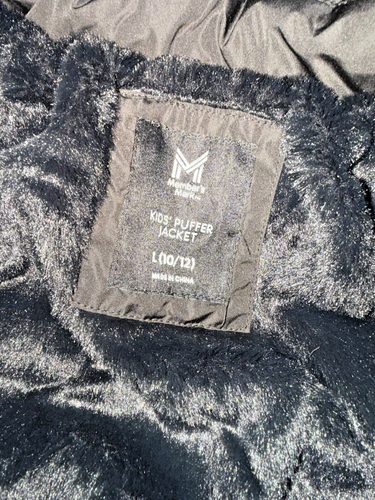 M
Member's
Mark
KIDS' PUFFER
JACKET
L (10/12)
MADE IN CHINA